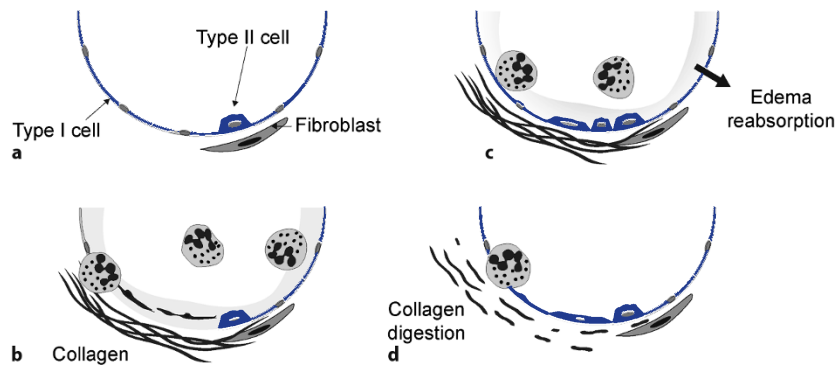 Type II cell
Type I cell
Fibroblast
a
Edema
reabsorption
c
Collagen
b
Collagen
digestion
d